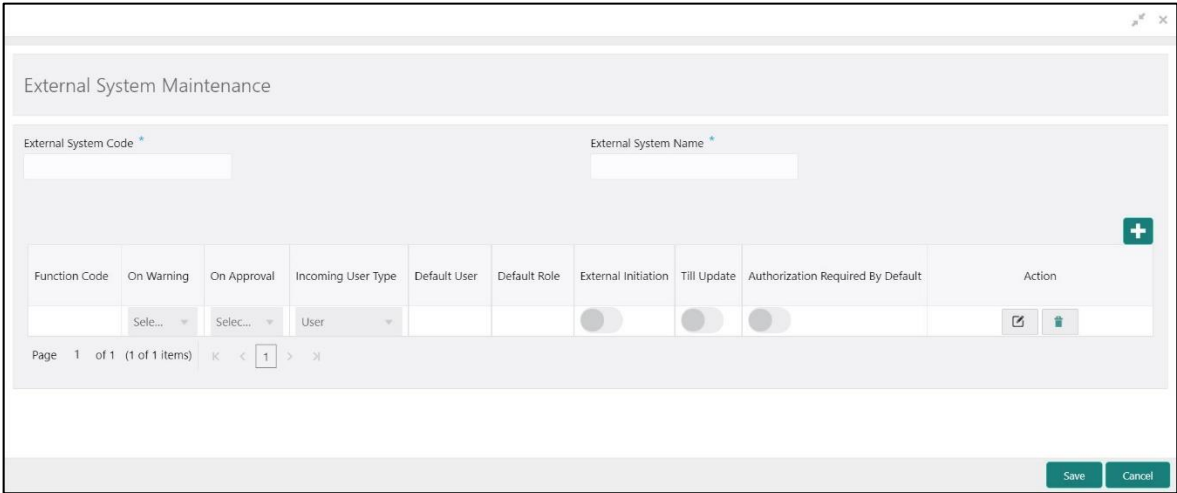 External System Maintenance
External System Code *
External System Name *
Function Code On Warning On Approval Incoming User Type Default User Default Role External Initiation Till Update Authorization Required By Default Action
Sele... Selec... User
Page 1 of 1 (1 of 1 items) 1
Save Cancel